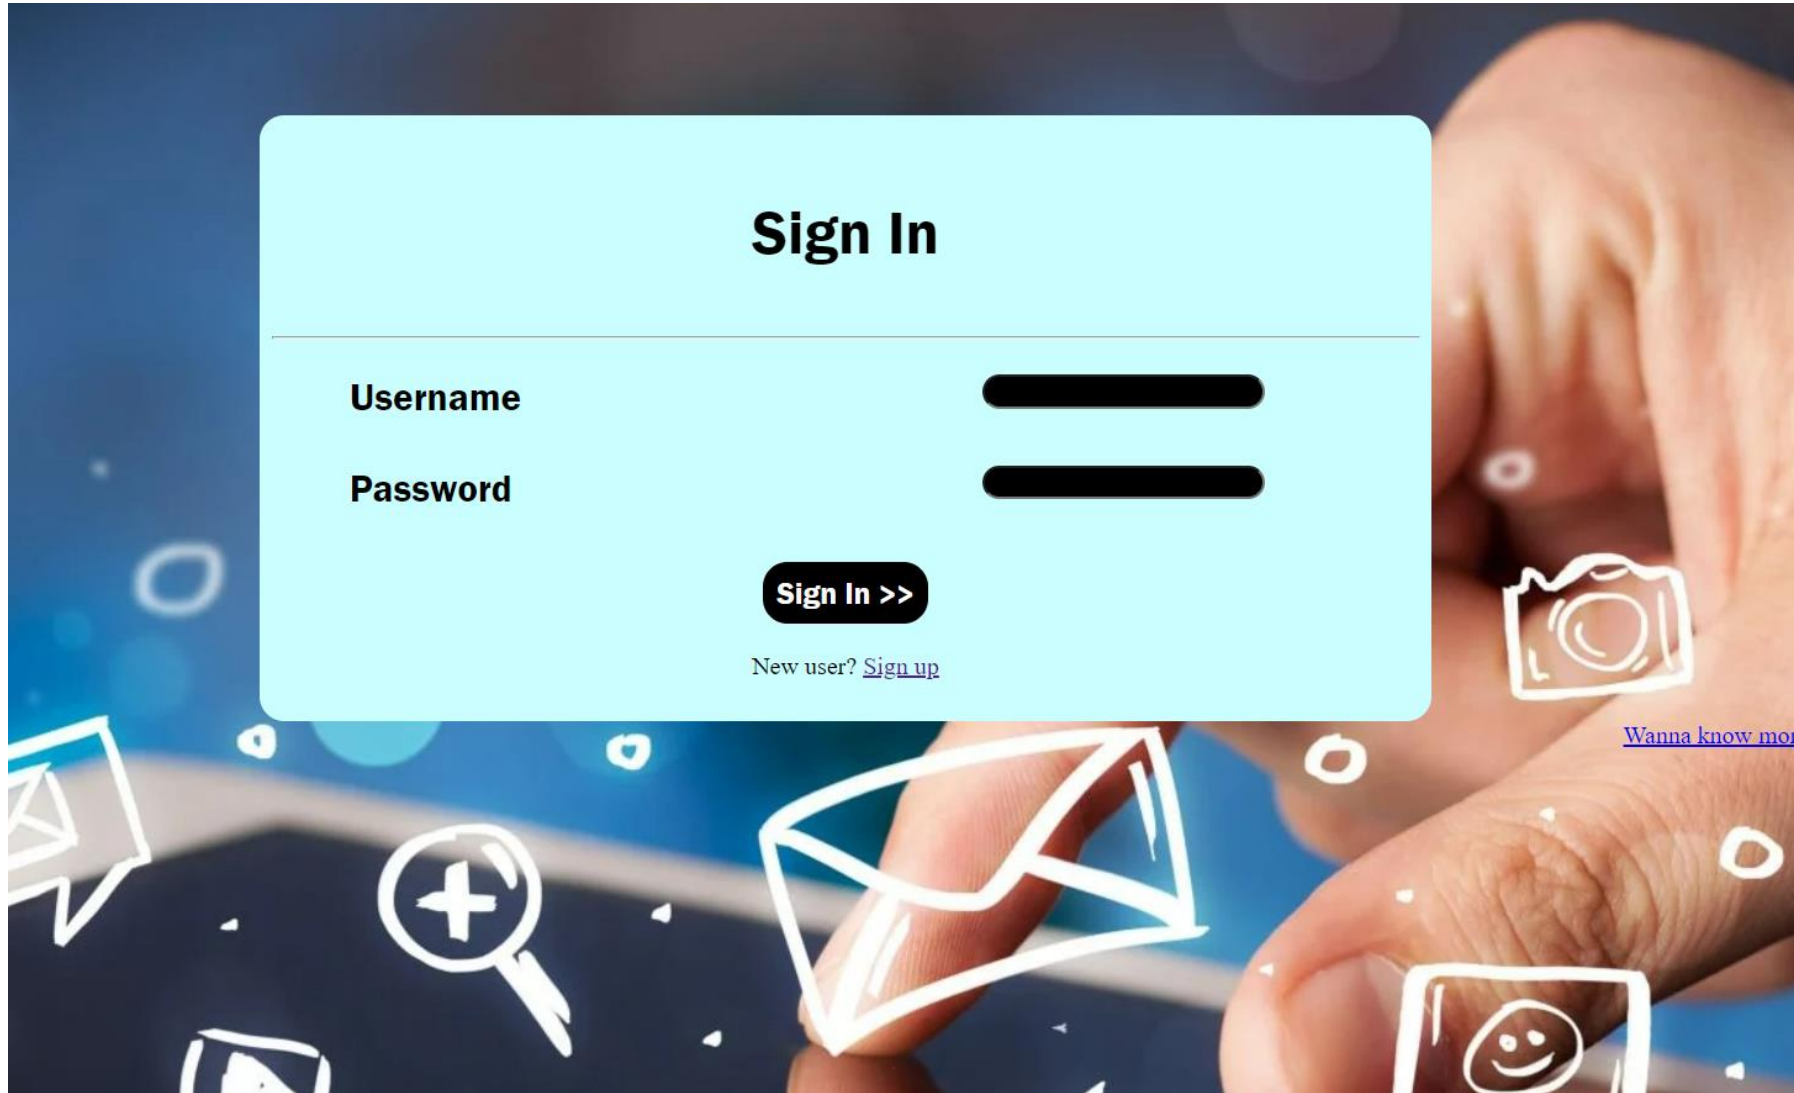 Sign In
Username
Password
Sign In >>
New user? Sign up
Wanna know